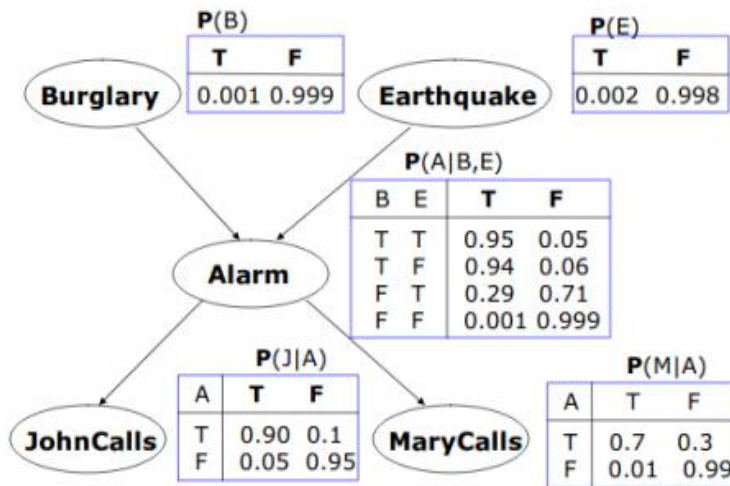 P(B)
T F
0.001 0.999
Burglary
P(E)
T F
0.002 0.998
Earthquake
P(A|B,E)
B E T F
T T 0.95 0.05
T F 0.94 0.06
F T 0.29 0.71
F F 0.001 0.999
Alarm
P(J|A)
A T F
T 0.90 0.1
F 0.05 0.95
JohnCalls
P(M|A)
A T F
T 0.7 0.3
F 0.01 0.99
MaryCalls